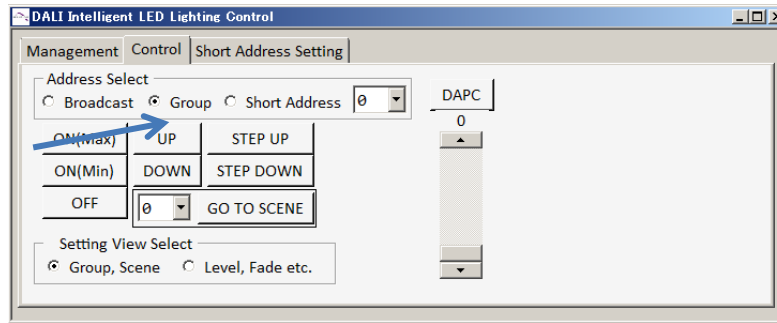 DALI Intelligent LED Lighting Control
Management Control Short Address Setting
Address Select
Broadcast Group Short Address 0
DAPC
0
ON(Max) UP STEP UP
ON(Min) DOWN STEP DOWN
OFF 0 GO TO SCENE
Setting View Select
Group, Scene Level, Fade etc.